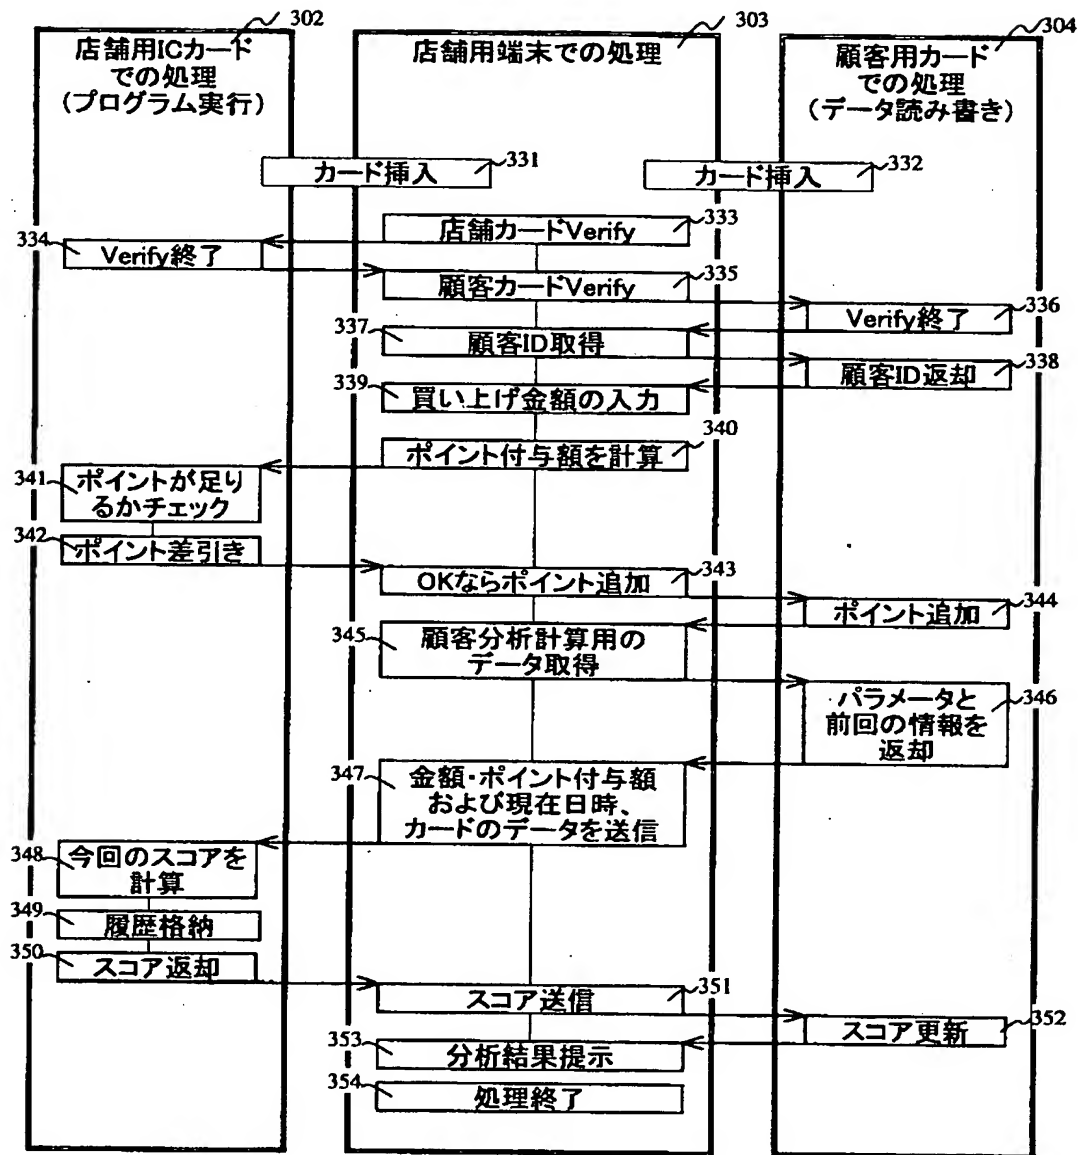 302
店舗用ICカード
での処理
(プログラム実行)
303
店舗用端末での処理
304
顧客用カード
での処理
(データ読み書き)
カード挿入
331
カード挿入
332
店舗カードVerify
333
334
Verify終了
顧客カードVerify
335
Verify終了
336
337
顧客ID取得
顧客ID返却
338
339
買い上げ金額の入力
ポイント付与額を計算
340
341
ポイントが足り
るかチェック
342
ポイント差引き
OKならポイント追加
343
ポイント追加
344
345
顧客分析計算用の
データ取得
パラメータと
前回の情報を
返却
346
347
金額・ポイント付与額
および現在日時、
カードのデータを送信
348
今回のスコアを
計算
349
履歴格納
350
スコア返却
スコア送信
351
スコア更新
352
353
分析結果提示
354
処理終了